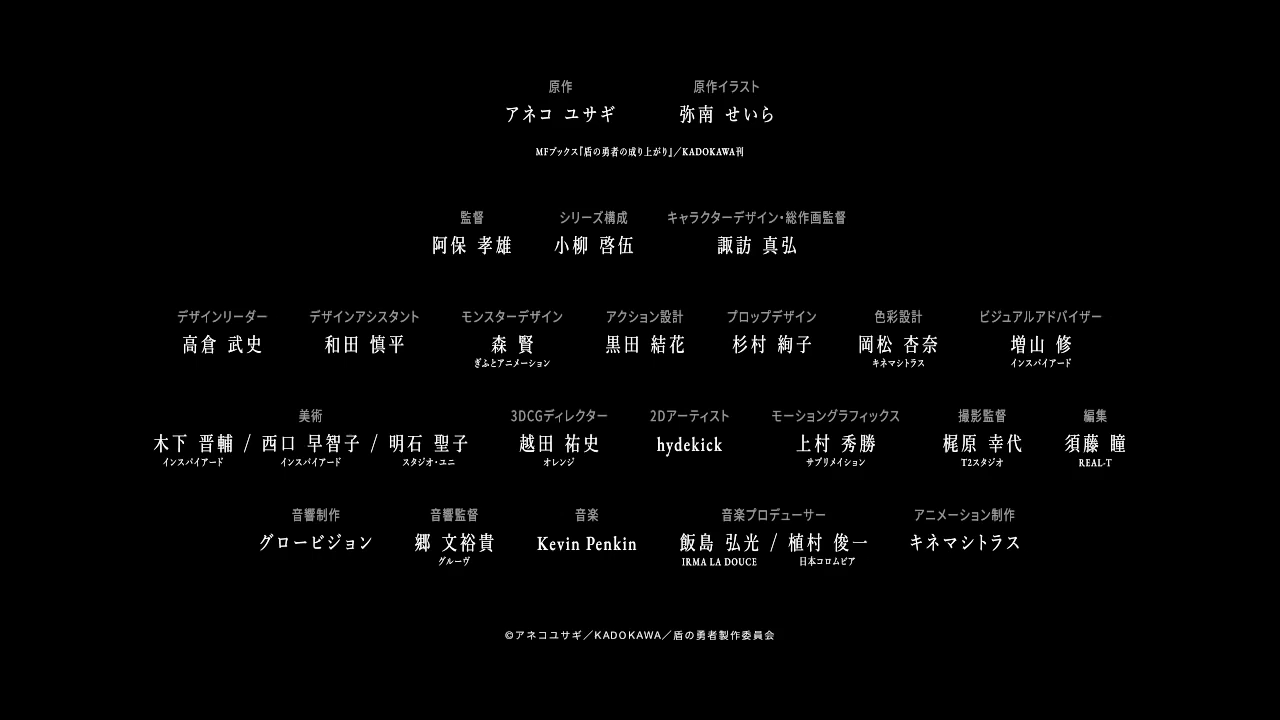 原作 原作イラスト
アネコ ユサギ 弥南 せいら
MFブックス『盾の勇者の成り上がり』／KADOKAWA刊
監督 シリーズ構成 キャラクターデザイン・総作画監督
阿保 孝雄 小柳 啓伍 諏訪 真弘
デザインリーダー デザインアシスタント モンスターデザイン アクション設計 プロップデザイン 色彩設計 ビジュアルアドバイザー
高倉 武史 和田 慎平 森 賢 黒田 結花 杉村 絢子 岡松 杏奈 増山 修
ぎふとアニメーション キネマシトラス インスパイアード
美術 3DCGディレクター 2Dアーティスト モーショングラフィックス 撮影監督 編集
木下 晋輔 / 西口 早智子 / 明石 聖子 越田 祐史 hydekick 上村 秀勝 梶原 幸代 須藤 瞳
インスパイアード インスパイアード スタジオ・ユニ オレンジ サブリメイション T2スタジオ REAL-T
音響制作 音響監督 音楽 音楽プロデューサー アニメーション制作
グロービジョン 郷 文裕貴 Kevin Penkin 飯島 弘光 / 植村 俊一 キネマシトラス
グルーヴ IRMA LA DOUCE 日本コロムビア
©アネコユサギ／KADOKAWA／盾の勇者製作委員会